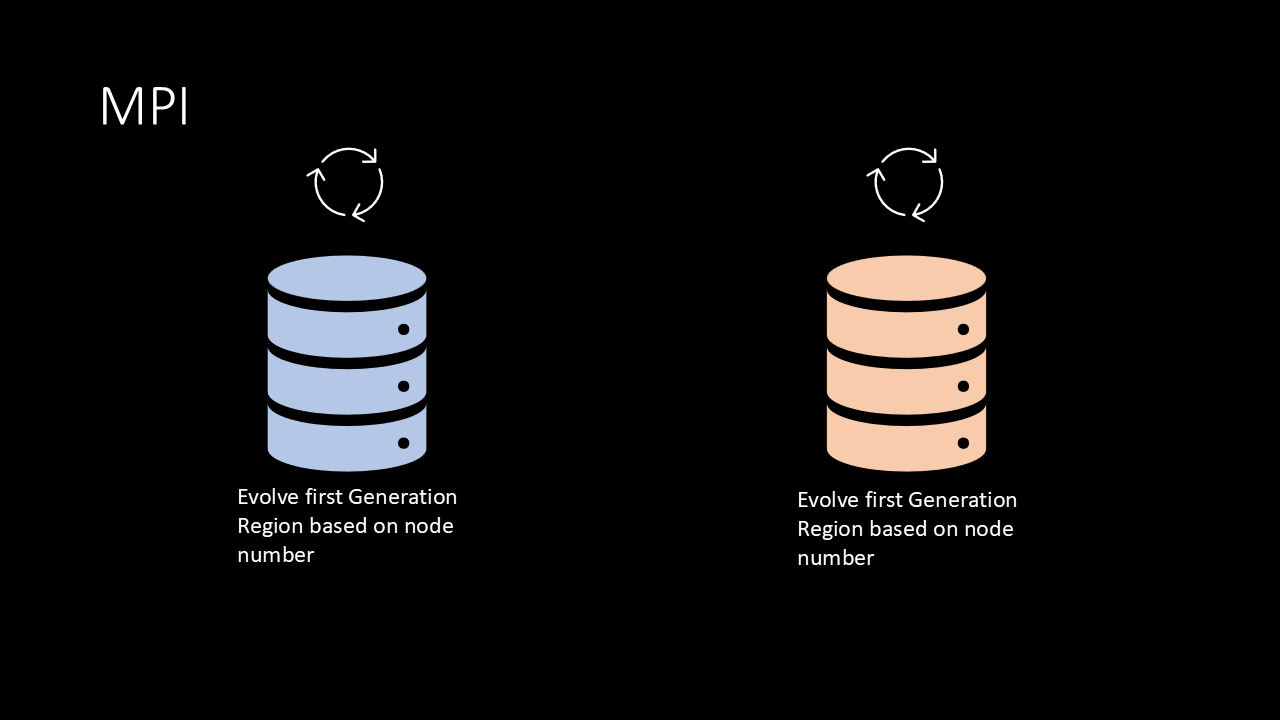 MPI
Evolve first Generation
Region based on node
number
Evolve first Generation
Region based on node
number